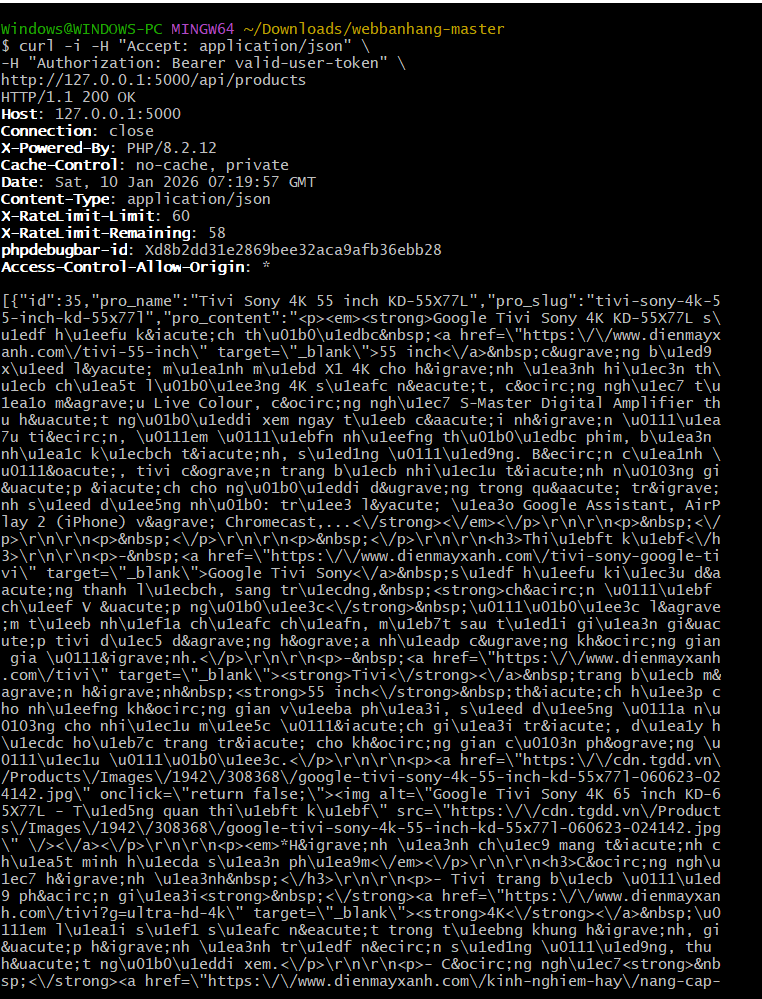 Windows@WINDOWS-PC MINGW64 ~/Downloads/webbanhang-master
$ curl -i -H "Accept: application/json" \
-H "Authorization: Bearer valid-user-token" \
http://127.0.0.1:5000/api/products
HTTP/1.1 200 OK
Host: 127.0.0.1:5000
Connection: close
X-Powered-By: PHP/8.2.12
Cache-Control: no-cache, private
Date: Sat, 10 Jan 2026 07:19:57 GMT
Content-Type: application/json
X-RateLimit-Limit: 60
X-RateLimit-Remaining: 58
phpdebugbar-id: Xd8b2dd31e2869bee32aca9afb36ebb28
Access-Control-Allow-Origin: *

[{"id":35,"pro_name":"Tivi Sony 4K 55 inch KD-55X77L","pro_slug":"tivi-sony-4k-5
5-inch-kd-55x77l","pro_content":"<p><em><strong>Google Tivi Sony 4K KD-55X77L s\
u1edf h\u1eefu k&iacute;ch th\u01b0\u1edbc&nbsp;<a href=\"https:\/\/www.dienmayx
anh.com\/tivi-55-inch\" target=\"_blank\">55 inch<\/a>&nbsp;c&ugrave;ng b\u1ed9 
x\u1eed l&yacute; m\u1ea1nh m\u1ebd X1 4K cho h&igrave;nh \u1ea3nh hi\u1ec3n th\
u1ecb ch\u1ea5t l\u01b0\u1ee3ng 4K s\u1eafc n&eacute;t, c&ocirc;ng ngh\u1ec7 t\u
1ea1o m&agrave;u Live Colour, c&ocirc;ng ngh\u1ec7 S-Master Digital Amplifier th
u h&uacute;t ng\u01b0\u1eddi xem ngay t\u1eeb c&aacute;i nh&igrave;n \u0111\u1ea
7u ti&ecirc;n, \u0111em \u0111\u1ebfn nh\u1eefng th\u01b0\u1edbc phim, b\u1ea3n 
nh\u1ea1c k\u1ecbch t&iacute;nh, s\u1ed1ng \u0111\u1ed9ng. B&ecirc;n c\u1ea1nh \
u0111&oacute;, tivi c&ograve;n trang b\u1ecb nhi\u1ec1u t&iacute;nh n\u0103ng gi
&uacute;p &iacute;ch cho ng\u01b0\u1eddi d&ugrave;ng trong qu&aacute; tr&igrave;
nh s\u1eed d\u1ee5ng nh\u01b0: tr\u1ee3 l&yacute; \u1ea3o Google Assistant, AirP
lay 2 (iPhone) v&agrave; Chromecast,...<\/strong><\/em><\/p>\r\n\r\n<p>&nbsp;<\/
p>\r\n\r\n<p>&nbsp;<\/p>\r\n\r\n<p>&nbsp;<\/p>\r\n\r\n<h3>Thi\u1ebft k\u1ebf<\/h
3>\r\n\r\n<p>-&nbsp;<a href=\"https:\/\/www.dienmayxanh.com\/tivi-sony-google-ti
vi\" target=\"_blank\">Google Tivi Sony<\/a>&nbsp;s\u1edf h\u1eefu ki\u1ec3u d&a
acute;ng thanh l\u1ecbch, sang tr\u1ecdng,&nbsp;<strong>ch&acirc;n \u0111\u1ebf 
ch\u1eef V &uacute;p ng\u01b0\u1ee3c<\/strong>&nbsp;\u0111\u01b0\u1ee3c l&agrave
;m t\u1eeb nh\u1ef1a ch\u1eafc ch\u1eafn, m\u1eb7t sau t\u1ed1i gi\u1ea3n gi&uac
ute;p tivi d\u1ec5 d&agrave;ng h&ograve;a nh\u1eadp c&ugrave;ng kh&ocirc;ng gian
 gia \u0111&igrave;nh.<\/p>\r\n\r\n<p>-&nbsp;<a href=\"https:\/\/www.dienmayxanh
.com\/tivi\" target=\"_blank\"><strong>Tivi<\/strong><\/a>&nbsp;trang b\u1ecb m&
agrave;n h&igrave;nh&nbsp;<strong>55 inch<\/strong>&nbsp;th&iacute;ch h\u1ee3p c
ho nh\u1eefng kh&ocirc;ng gian v\u1eeba ph\u1ea3i, s\u1eed d\u1ee5ng \u0111a n\u
0103ng cho nhi\u1ec1u m\u1ee5c \u0111&iacute;ch gi\u1ea3i tr&iacute;, d\u1ea1y h
\u1ecdc ho\u1eb7c trang tr&iacute; cho kh&ocirc;ng gian c\u0103n ph&ograve;ng \u
0111\u1ec1u \u0111\u01b0\u1ee3c.<\/p>\r\n\r\n<p><a href=\"https:\/\/cdn.tgdd.vn\
/Products\/Images\/1942\/308368\/google-tivi-sony-4k-55-inch-kd-55x77l-060623-02
4142.jpg\" onclick=\"return false;\"><img alt=\"Google Tivi Sony 4K 65 inch KD-6
5X77L - T\u1ed5ng quan thi\u1ebft k\u1ebf\" src=\"https:\/\/cdn.tgdd.vn\/Product
s\/Images\/1942\/308368\/google-tivi-sony-4k-55-inch-kd-55x77l-060623-024142.jpg
\" \/><\/a><\/p>\r\n\r\n<p><em>*H&igrave;nh \u1ea3nh ch\u1ec9 mang t&iacute;nh c
h\u1ea5t minh h\u1ecda s\u1ea3n ph\u1ea9m<\/em><\/p>\r\n\r\n<h3>C&ocirc;ng ngh\u
1ec7 h&igrave;nh \u1ea3nh&nbsp;<\/h3>\r\n\r\n<p>- Tivi trang b\u1ecb \u0111\u1ed
9 ph&acirc;n gi\u1ea3i<strong>&nbsp;<\/strong><a href=\"https:\/\/www.dienmayxan
h.com\/tivi?g=ultra-hd-4k\" target=\"_blank\"><strong>4K<\/strong><\/a>&nbsp;\u0
111em l\u1ea1i s\u1ef1 s\u1eafc n&eacute;t trong t\u1eebng khung h&igrave;nh, gi
&uacute;p h&igrave;nh \u1ea3nh tr\u1edf n&ecirc;n s\u1ed1ng \u0111\u1ed9ng, thu 
h&uacute;t ng\u01b0\u1eddi xem.<\/p>\r\n\r\n<p>- C&ocirc;ng ngh\u1ec7<strong>&nb
sp;<\/strong><a href=\"https:\/\/www.dienmayxanh.com\/kinh-nghiem-hay\/nang-cap-